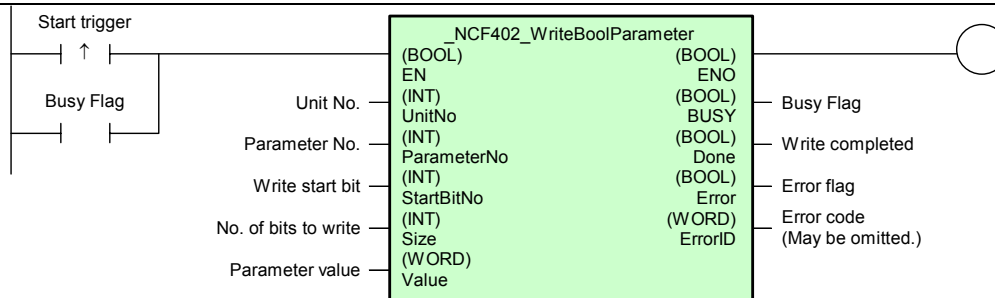 Start trigger
↑
_NCF402_WriteBoolParameter
(BOOL) (BOOL)
EN ENO
Busy Flag
Unit No. (INT) (BOOL) Busy Flag
UnitNo BUSY
Parameter No. (INT) (BOOL) Write completed
ParameterNo Done
Write start bit (INT) (BOOL) Error flag
StartBitNo Error
No. of bits to write (INT) (WORD) Error code
Size ErrorID (May be omitted.)
Parameter value (WORD)
Value